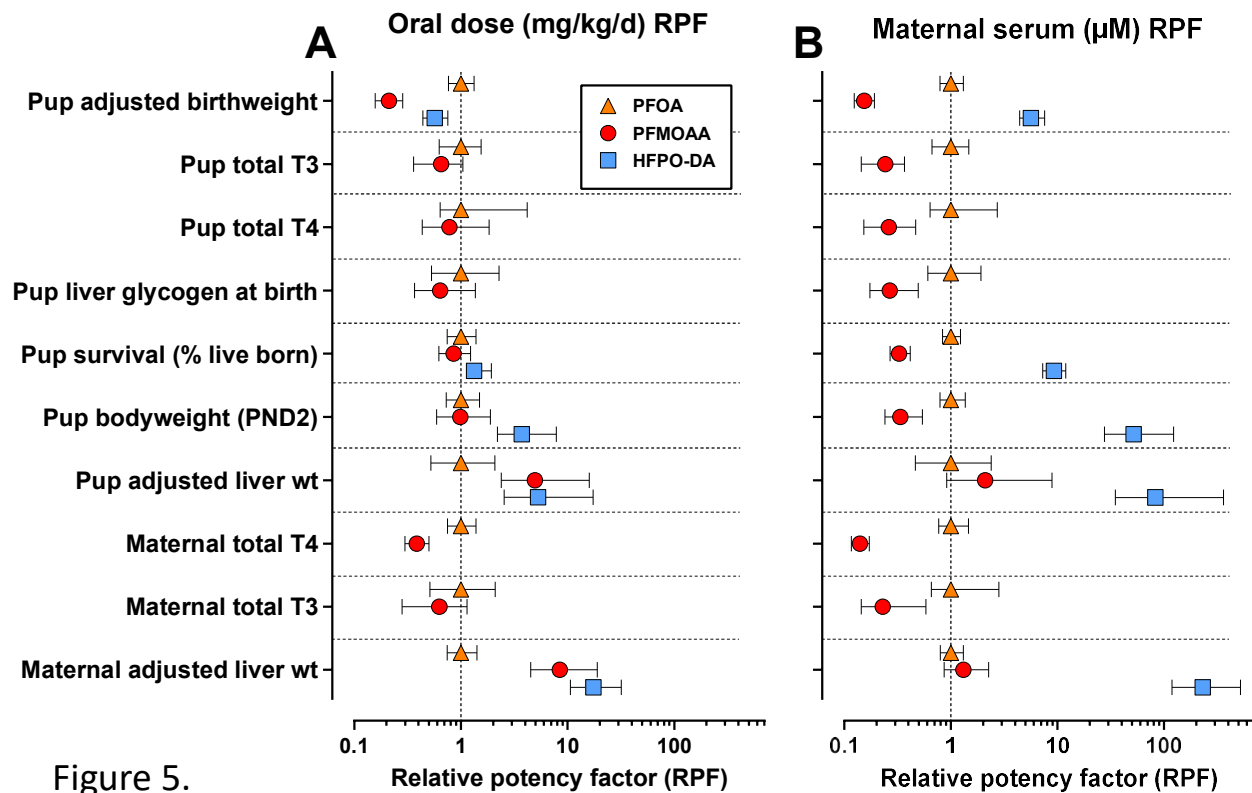 A
Oral dose (mg/kg/d) RPF
B
Maternal serum (µM) RPF
PFOA
PFMOAA
HFPO-DA
Pup adjusted birthweight
Pup total T3
Pup total T4
Pup liver glycogen at birth
Pup survival (% live born)
Pup bodyweight (PND2)
Pup adjusted liver wt
Maternal total T4
Maternal total T3
Maternal adjusted liver wt
0.1 1 10 100
0.1 1 10 100
Relative potency factor (RPF)
Relative potency factor (RPF)
Figure 5.